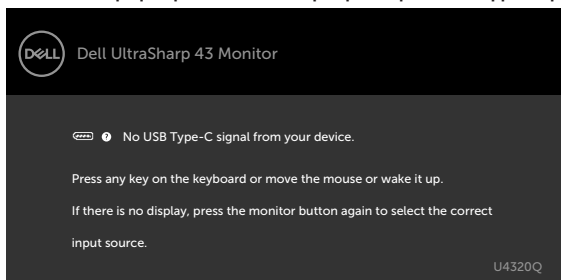 DELL Dell UltraSharp 43 Monitor
? No USB Type-C signal from your device.
Press any key on the keyboard or move the mouse or wake it up.
If there is no display, press the monitor button again to select the correct
input source.
U4320Q